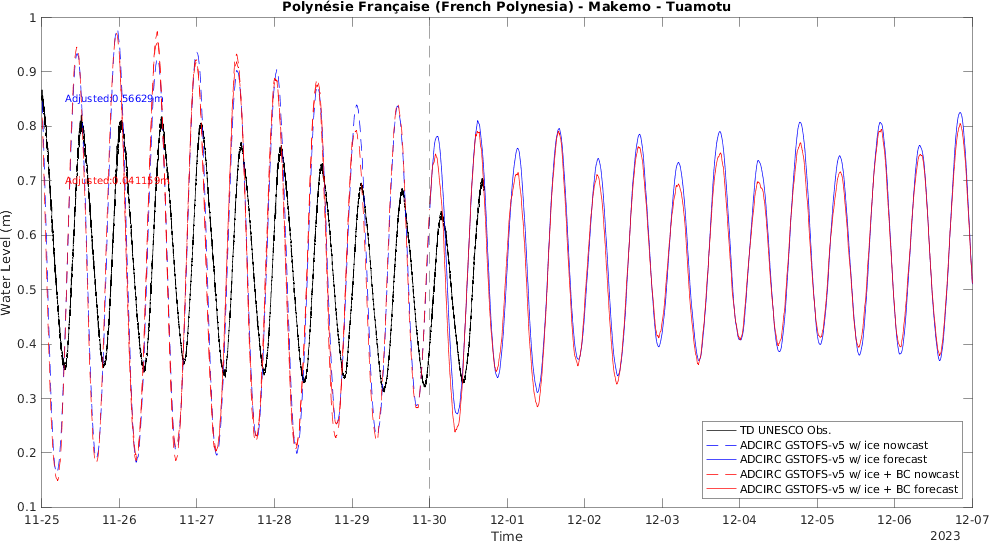 Polynésie Française (French Polynesia) - Makemo - Tuamotu
1
0.9
0.8
0.7
0.6
0.5
0.4
0.3
0.2
0.1
Water Level (m)
Adjusted:0.56629m
Adjusted:0.641159m
TD UNESCO Obs.
ADCIRC GSTOFS-v5 w/ ice nowcast
ADCIRC GSTOFS-v5 w/ ice forecast
ADCIRC GSTOFS-v5 w/ ice + BC nowcast
ADCIRC GSTOFS-v5 w/ ice + BC forecast
11-25 11-26 11-27 11-28 11-29 11-30 12-01 12-02 12-03 12-04 12-05 12-06 12-07
Time
2023